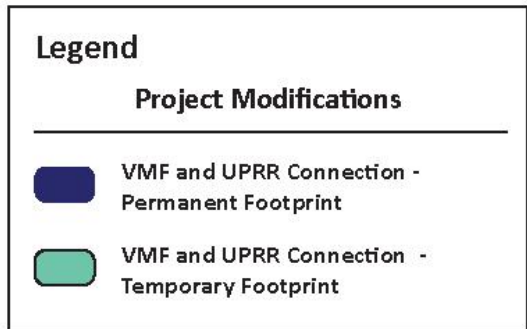 Legend
Project Modifications
VMF and UPRR Connection -
Permanent Footprint
VMF and UPRR Connection -
Temporary Footprint